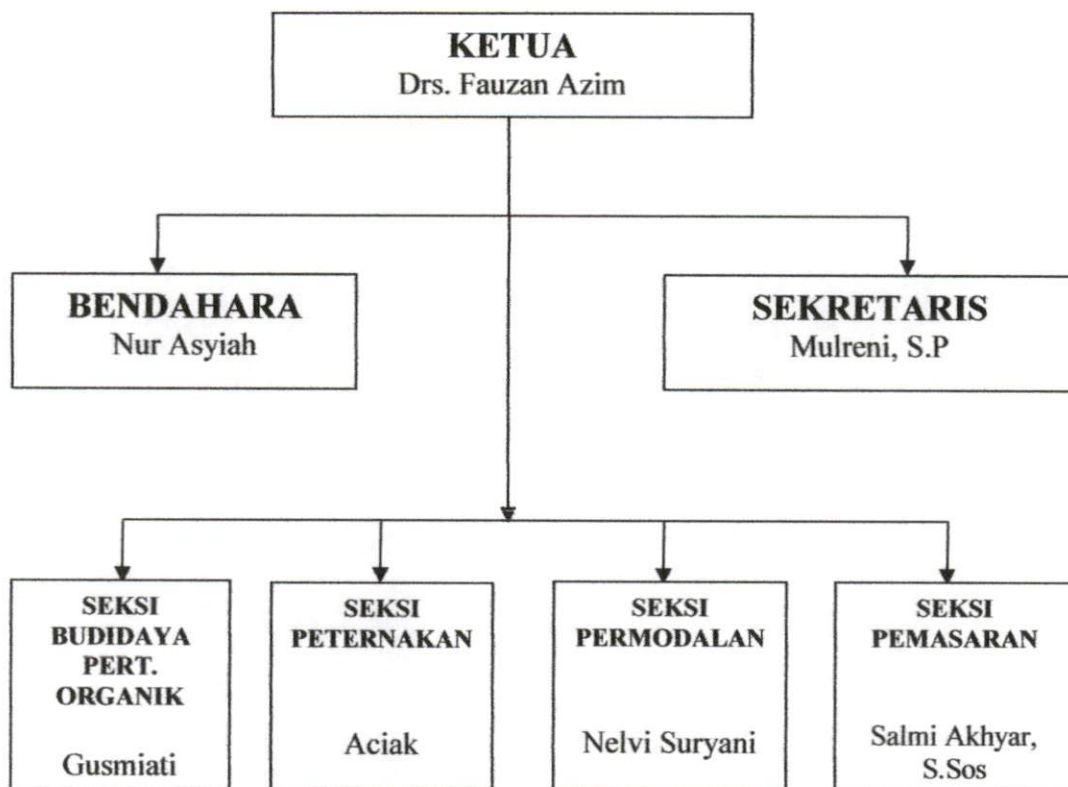 KETUA
Drs. Fauzan Azim
BENDAHARA
Nur Asyiah
SEKRETARIS
Mulreni, S.P
SEKSI
BUDIDAYA
PERT.
ORGANIK
Gusmiati
SEKSI
PETERNAKAN
Aciak
SEKSI
PERMODALAN
Nelvi Suryani
SEKSI
PEMASARAN
Salmi Akhyar,
S.Sos